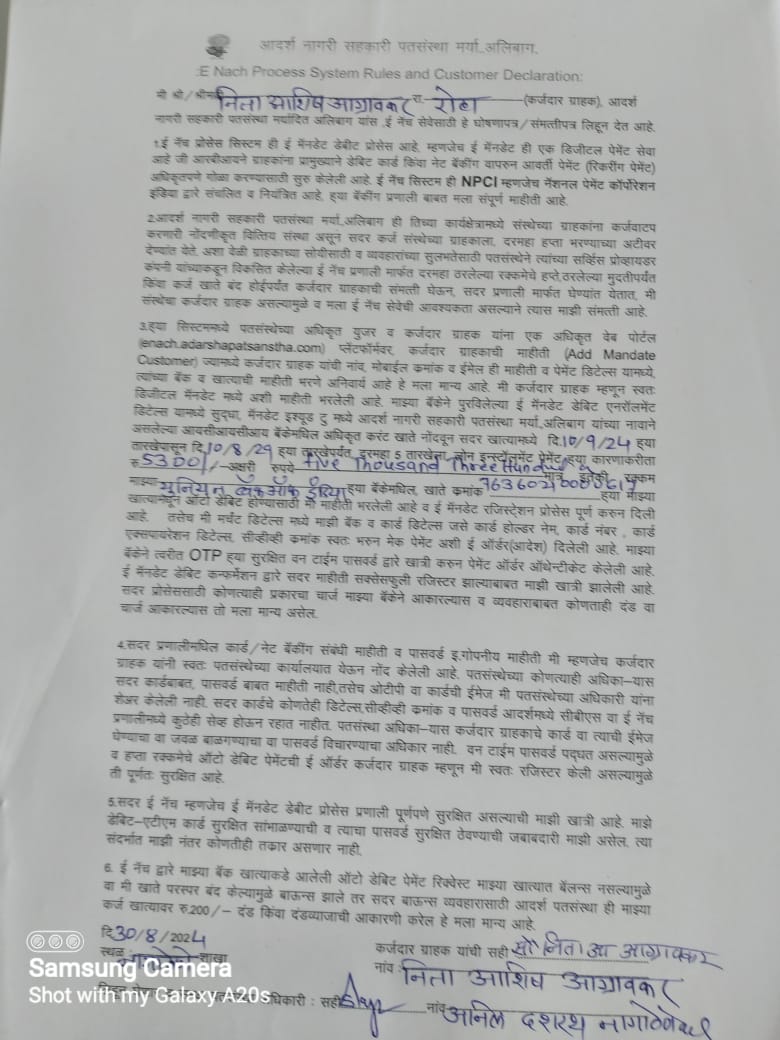 आदर्श नागरी सहकारी पतसंस्था मर्या.,अलिबाग.
:E Nach Process System Rules and Customer Declaration:
मी श्री/श्रीमती निता आशिष आग्रावकर रा. रोहा (कर्जदार ग्राहक), आदर्श
नागरी सहकारी पतसंस्था मर्यादित अलिबाग यांस ,ई नॅच सेवेसाठी हे घोषणापत्र/संमत्तीपत्र लिहून देत आहे.
1.ई नॅच प्रोसेस सिस्टम ही ई मॅनडेट डेबीट प्रोसेस आहे. म्हणजेच ई मॅनडेट ही एक डिजीटल पेमेंट सेवा
आहे जी आरबीआयने ग्राहकांना प्रामुख्याने डेबिट कार्ड किंवा नेट बँकींग वापरुन आवर्ती पेमेंट (रिकरींग पेमेंट)
अधिकृतपणे गोळा करण्यासाठी सुरु केलेली आहे. ई नॅच सिस्टम ही NPCI म्हणजेच नॅशनल पेमेंट कॉर्पोरेशन
इंडिया द्वारे संचलित व नियंत्रित आहे. हया बँकींग प्रणाली बाबत मला संपूर्ण माहीती आहे.
2.आदर्श नागरी सहकारी पतसंस्था मर्या.अलिबाग ही तिच्या कार्यक्षेत्रामध्ये संस्थेच्या ग्राहकांना कर्जवाटप
करणारी नोंदणीकृत वित्तिय संस्था असून सदर कर्ज संस्थेच्या ग्राहकाला, दरमहा हप्ता भरण्याच्या अटीवर
देण्यांत येते. अशा वेळी ग्राहकाच्या सोयीसाठी व व्यवहारांच्या सुलभतेसाठी पतसंस्थेने त्यांच्या सर्व्हिस प्रोव्हायडर
कंपनी यांच्याकडून विकसित केलेल्या ई नॅच प्रणाली मार्फत दरमहा ठरलेल्या रक्कमेचे हप्ते,ठरलेल्या मुदतीपर्यंत
किंवा कर्ज खाते बंद होईपर्यंत कर्जदार ग्राहकाची संमत्ती घेऊन, सदर प्रणाली मार्फत घेण्यांत येतात, मी
संस्थेचा कर्जदार ग्राहक असल्यामुळे व मला ई नॅच सेवेची आवश्यकता असल्याने त्यास माझी संमत्ती आहे.
3.हया सिस्टममध्ये पतसंस्थेच्या अधिकृत युजर व कर्जदार ग्राहक यांना एक अधिकृत वेब पोर्टल
(enach.adarshapatsanstha.com) प्लॅटफॉर्मवर, कर्जदार ग्राहकाची माहीती (Add Mandate
Customer) ज्यामध्ये कर्जदार ग्राहक यांची नांव, मोबाईल क्रमांक व ईमेल ही माहीती व पेमेंट डिटेल्स यामध्ये,
त्यांच्या बँक व खात्याची माहीती भरणे अनिवार्य आहे हे मला मान्य आहे. मी कर्जदार ग्राहक म्हणून स्वतः
डिजीटल मॅनडेट मध्ये अशी माहीती भरलेली आहे. माझ्या बँकेने पुरविलेल्या ई मॅनडेट डेबिट एनरॉलमेंट
डिटेल्स यामध्ये सुद्धा, मॅनडेट इश्यूड टु मध्ये आदर्श नागरी सहकारी पतसंस्था मर्या.अलिबाग यांच्या नावाने
असलेल्या आयसीआयसीआय बँकेमधिल अधिकृत करंट खाते नोंदवून सदर खात्यामध्ये दि.10/9/24 हया
तारखेपासून दि.10/8/29 हया तारखेपर्यंत, दरमहा 5 तारखेला, लोन इन्स्टॉलमेंट पेमेंट हया कारणाकरीता
रु 5300/- अक्षरी रुपये Five Thousand Three Hundred मात्र रक्कम
माझ्या युनियन बँक ऑफ इंडिया हया बँकेमधिल, खाते क्रमांक हया माझ्या
खात्यामधून ऑटो डेबिट होण्यासाठी मी माहीती भरलेली आहे व ई मॅनडेट रजिस्ट्रेशन प्रोसेस पूर्ण करुन दिली
आहे. तसेच मी मर्चंट डिटेल्स मध्ये माझी बँक व कार्ड डिटेल्स जसे कार्ड होल्डर नेम, कार्ड नंबर , कार्ड
एक्सपायरेशन डिटेल्स, सीव्हीव्ही क्रमांक स्वतः भरुन मेक पेमेंट अशी ई ऑर्डर(आदेश) दिलेली आहे. माझ्या
बँकेने त्वरीत OTP हया सुरक्षित वन टाईम पासवर्ड द्वारे खात्री करुन पेमेंट ऑर्डर ऑथेन्टीकेट केलेली आहे.
ई मॅनडेट डेबिट कन्फर्मेशन द्वारे सदर माहीती सक्सेसफुली रजिस्टर झाल्याबाबत माझी खात्री झालेली आहे.
सदर प्रोसेससाठी कोणत्याही प्रकारचा चार्ज माझ्या बँकेने आकारल्यास व व्यवहाराबाबत कोणताही दंड वा
चार्ज आकारल्यास तो मला मान्य असेल.
4.सदर प्रणालीमधिल कार्ड/नेट बँकींग संबंधी माहीती व पासवर्ड इ.गोपनीय माहीती मी म्हणजेच कर्जदार
ग्राहक यांनी स्वतः पतसंस्थेच्या कार्यालयात येऊन नोंद केलेली आहे. पतसंस्थेच्या कोणत्याही अधिका–यास
सदर कार्डबाबत, पासवर्ड बाबत माहीती नाही,तसेच ओटीपी वा कार्डची ईमेज मी पतसंस्थेच्या अधिकारी यांना
शेअर केलेली नाही. सदर कार्डचे कोणतेही डिटेल्स,सीव्हीव्ही क्रमांक व पासवर्ड आदर्शमध्ये सीबीएस वा ई नॅच
प्रणालीमध्ये कुठेही सेव्ह होऊन रहात नाहीत. पतसंस्था अधिका–यास कर्जदार ग्राहकाचे कार्ड वा त्याची ईमेज
घेण्याचा वा जवळ बाळगण्याचा वा पासवर्ड विचारण्याचा अधिकार नाही. वन टाईम पासवर्ड पद्धत असल्यामुळे
व हप्ता रक्कमेचे ऑटो डेबिट पेमेंटची ई ऑर्डर कर्जदार ग्राहक म्हणून मी स्वतः रजिस्टर केली असल्यामुळे
ती पूर्णतः सुरक्षित आहे.
5.सदर ई नॅच म्हणजेच ई मॅनडेट डेबीट प्रोसेस प्रणाली पूर्णपणे सुरक्षित असल्याची माझी खात्री आहे. माझे
डेबिट-एटीएम कार्ड सुरक्षित सांभाळण्याची व त्याचा पासवर्ड सुरक्षित ठेवण्याची जबाबदारी माझी असेल. त्या
संदर्भात माझी नंतर कोणतीही तक्रार असणार नाही.
6. ई नॅच द्वारे माझ्या बँक खात्याकडे आलेली ऑटो डेबिट पेमेंट रिक्वेस्ट माझ्या खात्यात बॅलन्स नसल्यामुळे
वा मी खाते परस्पर बंद केल्यामुळे बाऊन्स झाले तर सदर बाऊन्स व्यवहारासाठी आदर्श पतसंस्था ही माझ्या
कर्ज खात्यावर रु.200/- दंड किंवा दंडव्याजाची आकारणी करेल हे मला मान्य आहे.
दि.30/8/2024
स्थळ शाखा
कर्जदार ग्राहक यांची सही सौ निता आ आग्रावकर
नांव : निता आशिष आग्रावकर
अधिकारी : सही नांव अनिल दशरथ नागोठणेकर
Samsung Camera
Shot with my Galaxy A20s